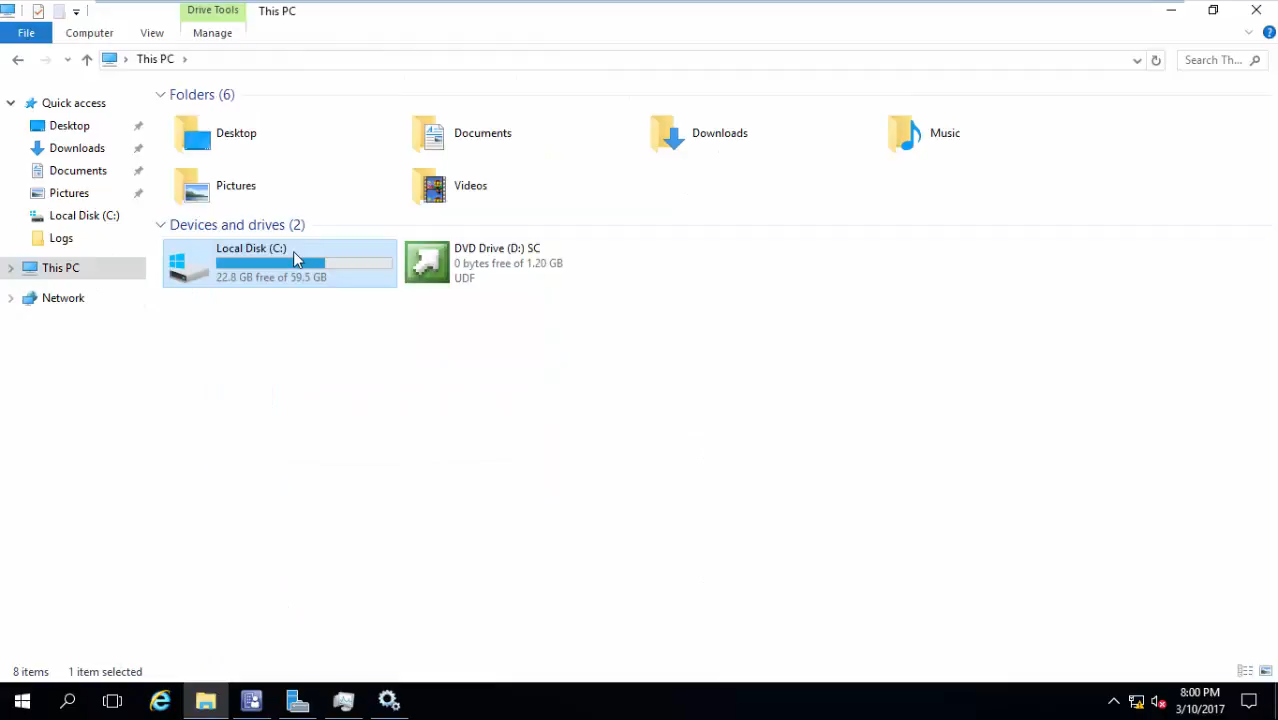 Drive Tools
This PC
File
Computer
View
Manage
This PC
Search Th...
Quick access
Desktop
Downloads
Documents
Pictures
Local Disk (C:)
Logs
This PC
Network
Folders (6)
Desktop
Documents
Downloads
Music
Pictures
Videos
Devices and drives (2)
Local Disk (C:)
22.8 GB free of 59.5 GB
DVD Drive (D:) SC
0 bytes free of 1.20 GB
UDF
8 items
1 item selected
8:00 PM
3/10/2017